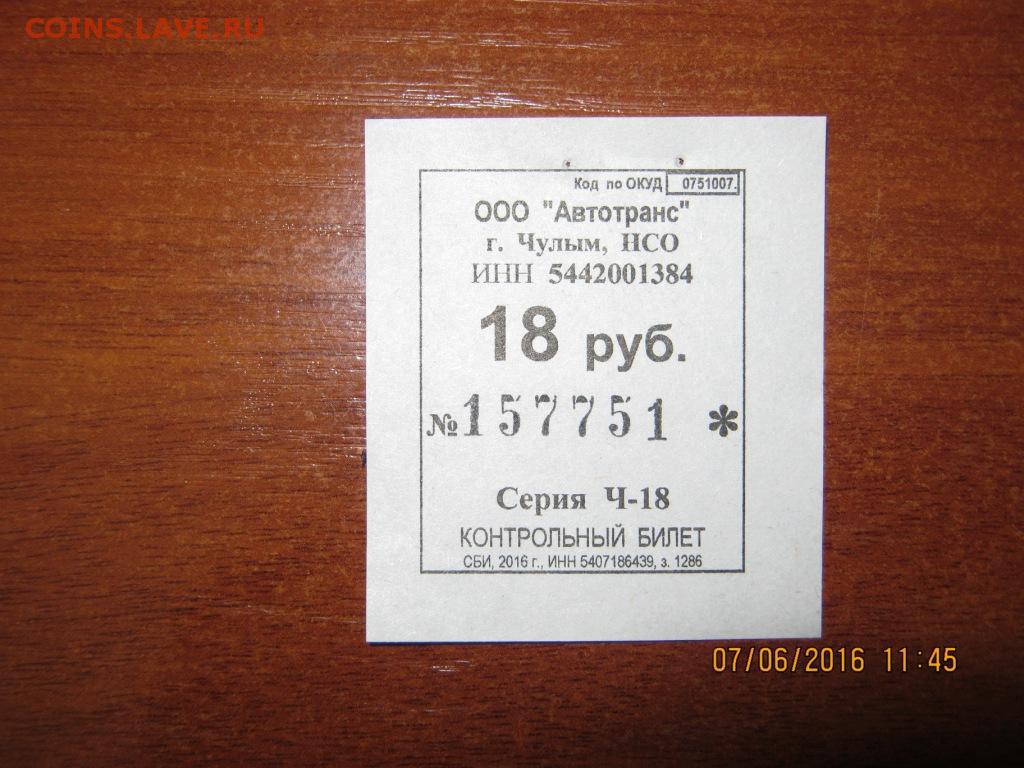 COINS.LAVE.RU
Код по ОКУД 0751007.
ООО "Автотранс"
г. Чулым, НСО
ИНН 5442001384
18 руб.
№157751 *
Серия Ч-18
КОНТРОЛЬНЫЙ БИЛЕТ
СБИ, 2016 г., ИНН 5407186439, з. 1286
07/06/2016 11:45